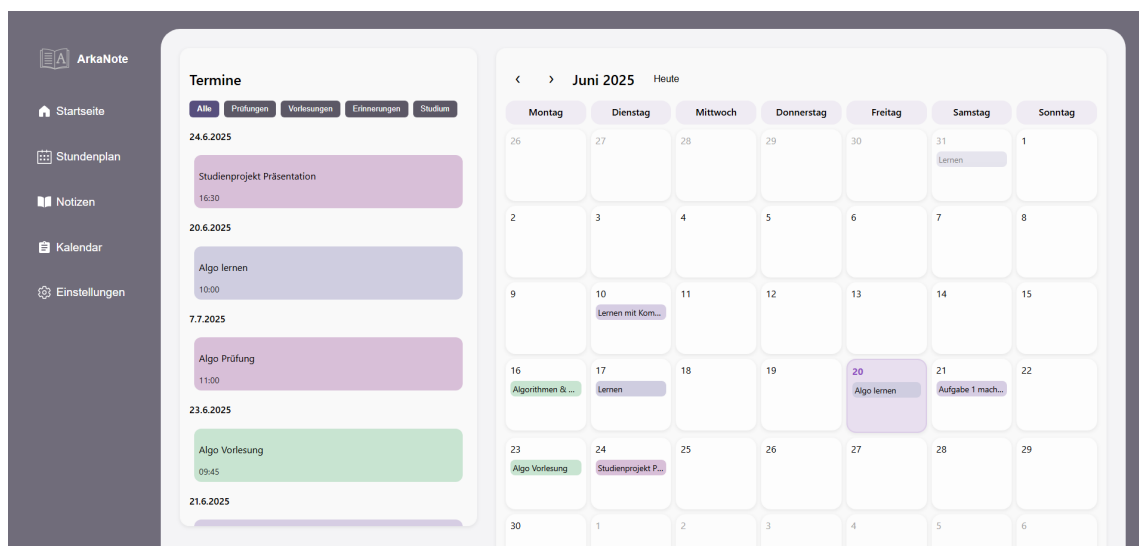 ArkaNote
Startseite
Stundenplan
Notizen
Kalendar
Einstellungen
Termine
Alle Prüfungen Vorlesungen Erinnerungen Studium
24.6.2025
Studienprojekt Präsentation
16:30
20.6.2025
Algo lernen
10:00
7.7.2025
Algo Prüfung
11:00
23.6.2025
Algo Vorlesung
09:45
21.6.2025
‹ › Juni 2025 Heute
Montag Dienstag Mittwoch Donnerstag Freitag Samstag Sonntag
26 27 28 29 30 31 1
Lernen
2 3 4 5 6 7 8
9 10 11 12 13 14 15
Lernen mit Kom...
16 17 18 19 20 21 22
Algorithmen & ... Lernen Algo lernen Aufgabe 1 mach...
23 24 25 26 27 28 29
Algo Vorlesung Studienprojekt P...
30 1 2 3 4 5 6